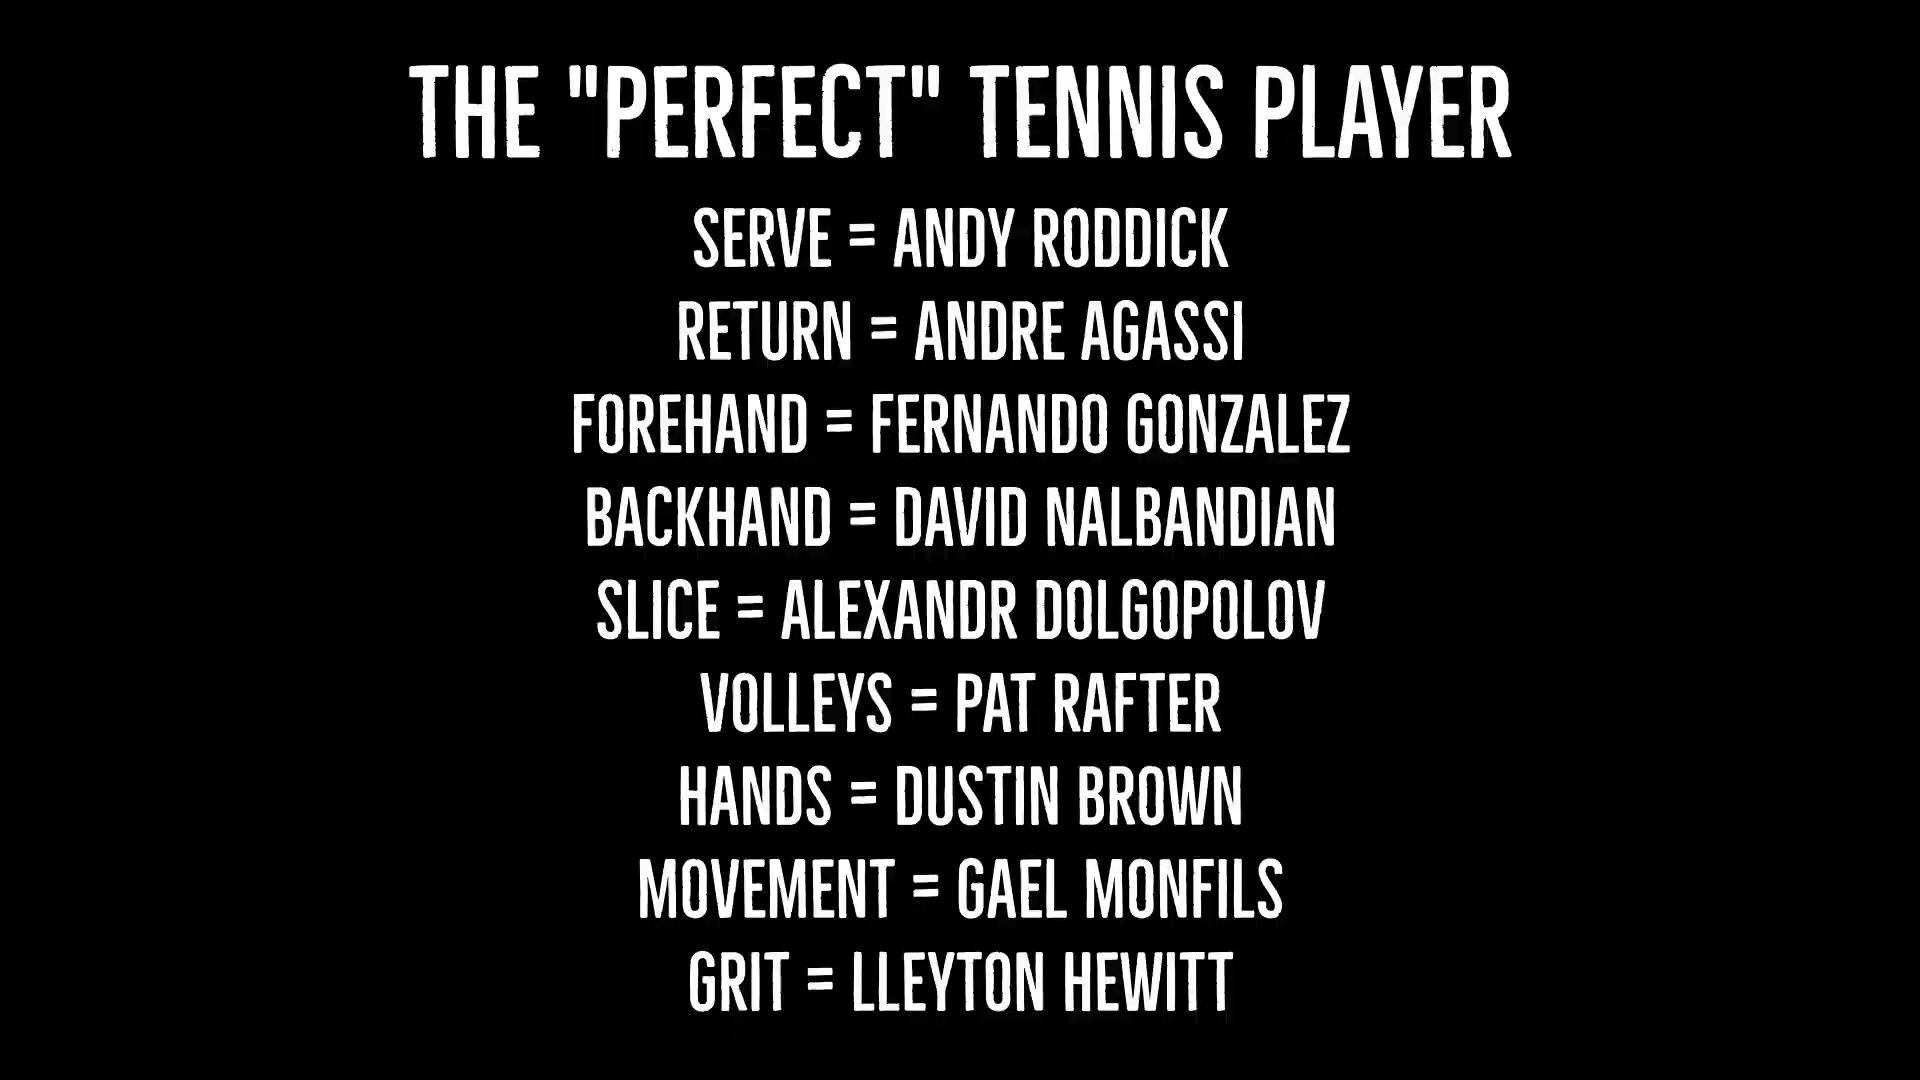 THE "PERFECT" TENNIS PLAYER
SERVE = ANDY RODDICK
RETURN = ANDRE AGASSI
FOREHAND = FERNANDO GONZALEZ
BACKHAND = DAVID NALBANDIAN
SLICE = ALEXANDR DOLGOPOLOV
VOLLEYS = PAT RAFTER
HANDS = DUSTIN BROWN
MOVEMENT = GAEL MONFILS
GRIT = LLEYTON HEWITT